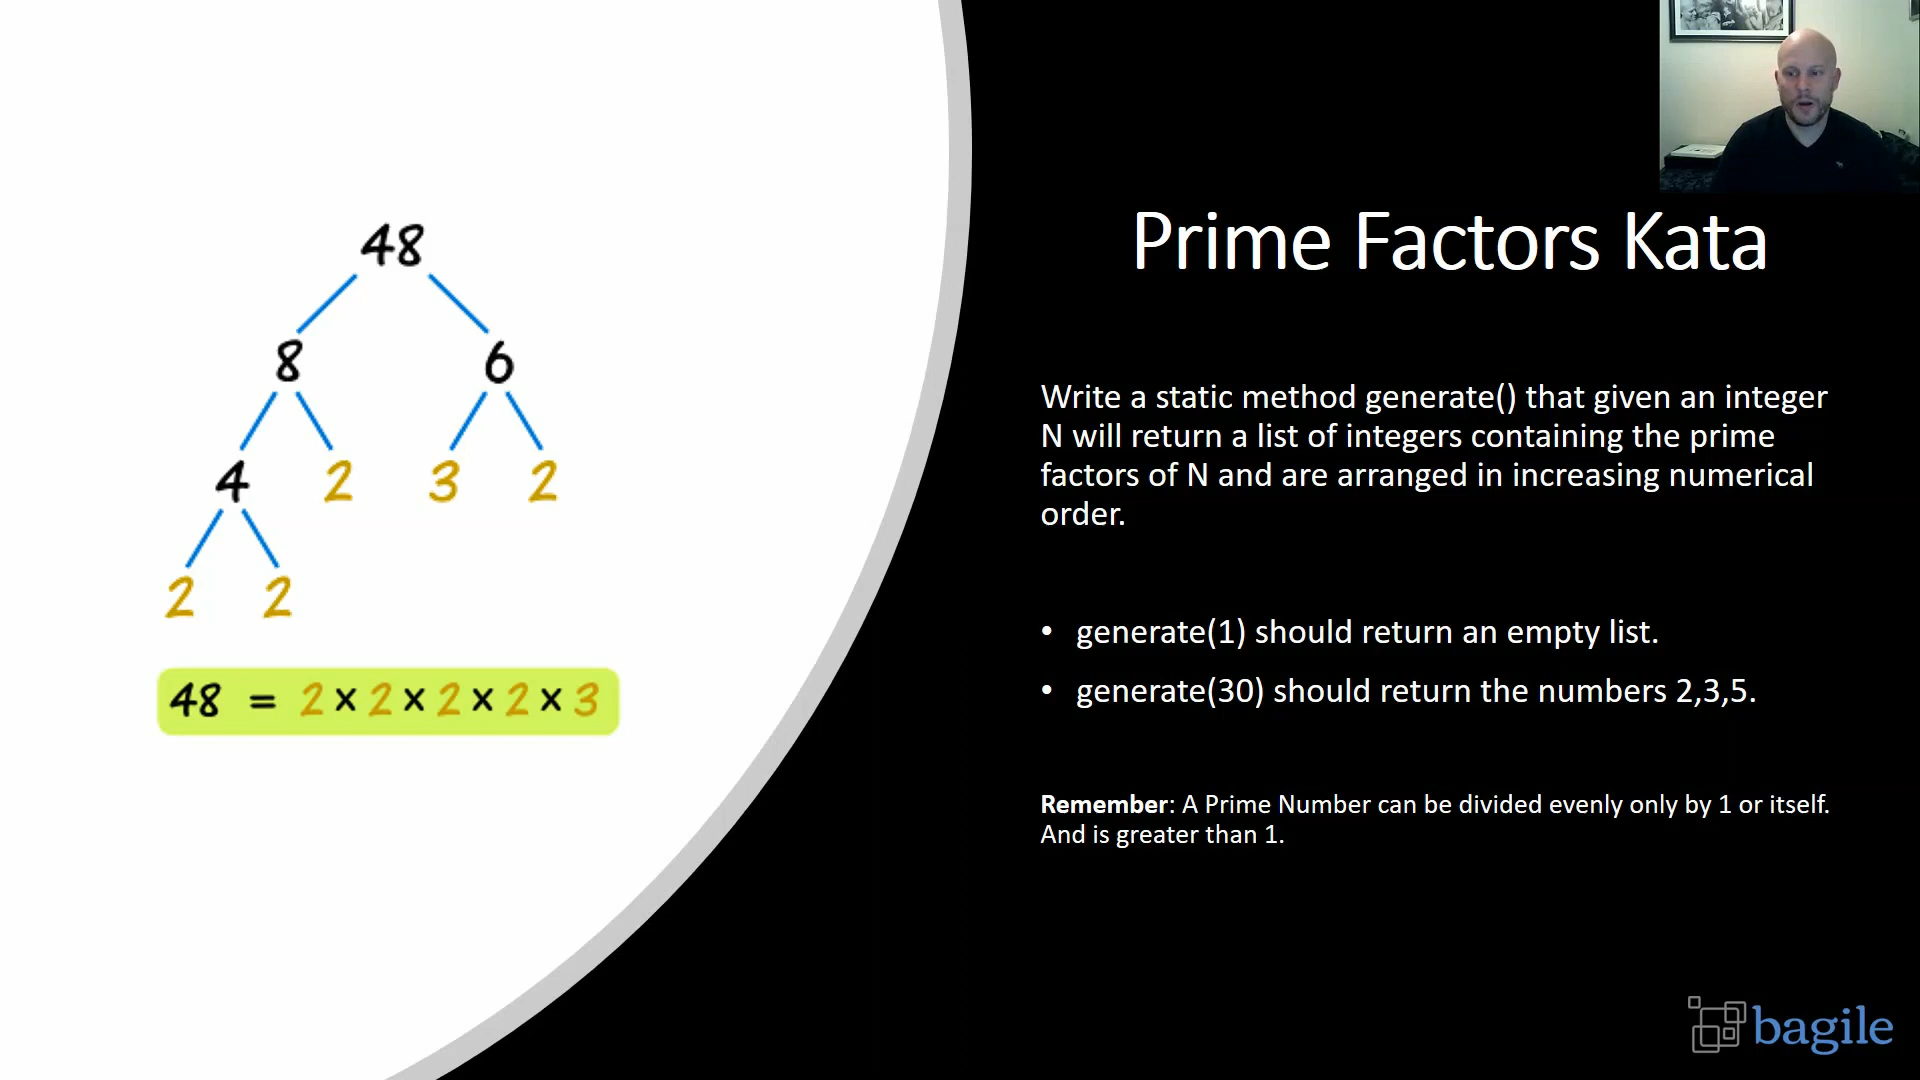 48
8 6
4 2 3 2
2 2
48 = 2 x 2 x 2 x 2 x 3
Prime Factors Kata
Write a static method generate() that given an integer
N will return a list of integers containing the prime
factors of N and are arranged in increasing numerical
order.
• generate(1) should return an empty list.
• generate(30) should return the numbers 2,3,5.
Remember: A Prime Number can be divided evenly only by 1 or itself.
And is greater than 1.
bagile